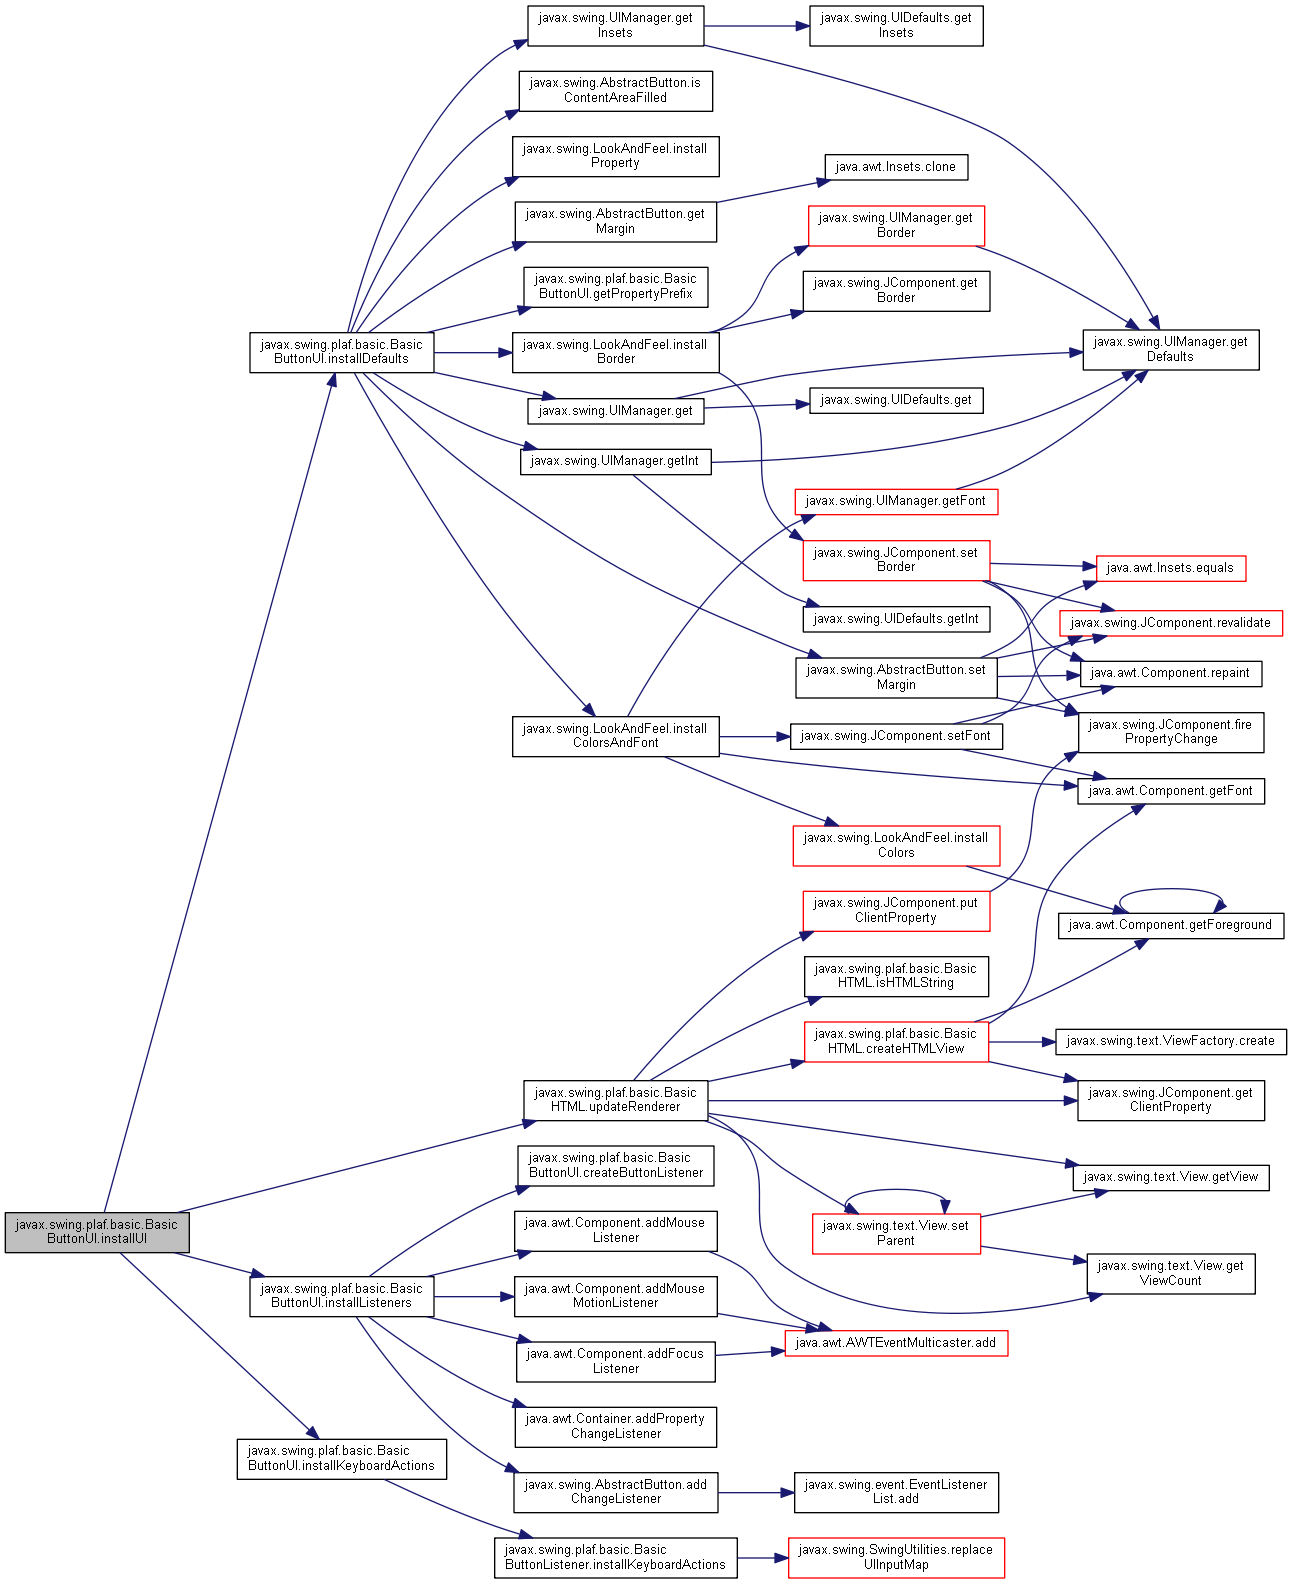 javax.swing.UIManager.get
Insets
javax.swing.UIDefaults.get
Insets
javax.swing.AbstractButton.is
ContentAreaFilled
javax.swing.LookAndFeel.install
Property
java.awt.Insets.clone
javax.swing.AbstractButton.get
Margin
javax.swing.UIManager.get
Border
javax.swing.plaf.basic.Basic
ButtonUI.getPropertyPrefix
javax.swing.JComponent.get
Border
javax.swing.plaf.basic.Basic
ButtonUI.installDefaults
javax.swing.LookAndFeel.install
Border
javax.swing.UIManager.get
Defaults
javax.swing.UIManager.get
javax.swing.UIDefaults.get
javax.swing.UIManager.getInt
javax.swing.UIManager.getFont
javax.swing.JComponent.set
Border
java.awt.Insets.equals
javax.swing.UIDefaults.getInt
javax.swing.JComponent.revalidate
javax.swing.AbstractButton.set
Margin
java.awt.Component.repaint
javax.swing.LookAndFeel.install
ColorsAndFont
javax.swing.JComponent.setFont
javax.swing.JComponent.fire
PropertyChange
java.awt.Component.getFont
javax.swing.LookAndFeel.install
Colors
javax.swing.JComponent.put
ClientProperty
java.awt.Component.getForeground
javax.swing.plaf.basic.Basic
HTML.isHTMLString
javax.swing.plaf.basic.Basic
HTML.createHTMLView
javax.swing.text.ViewFactory.create
javax.swing.plaf.basic.Basic
HTML.updateRenderer
javax.swing.JComponent.get
ClientProperty
javax.swing.plaf.basic.Basic
ButtonUI.createButtonListener
javax.swing.text.View.getView
javax.swing.plaf.basic.Basic
ButtonUI.installUI
java.awt.Component.addMouse
Listener
javax.swing.text.View.set
Parent
javax.swing.text.View.get
ViewCount
javax.swing.plaf.basic.Basic
ButtonUI.installListeners
java.awt.Component.addMouse
MotionListener
java.awt.AWTEventMulticaster.add
java.awt.Component.addFocus
Listener
java.awt.Container.addProperty
ChangeListener
javax.swing.plaf.basic.Basic
ButtonUI.installKeyboardActions
javax.swing.AbstractButton.add
ChangeListener
javax.swing.event.EventListener
List.add
javax.swing.plaf.basic.Basic
ButtonListener.installKeyboardActions
javax.swing.SwingUtilities.replace
UIInputMap